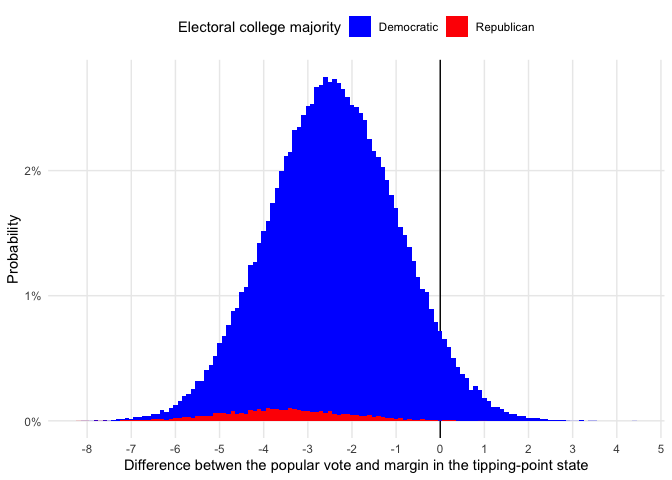 Electoral college majority Democratic Republican
Probability
2%
1%
0%
-8 -7 -6 -5 -4 -3 -2 -1 0 1 2 3 4 5
Difference betwen the popular vote and margin in the tipping-point state